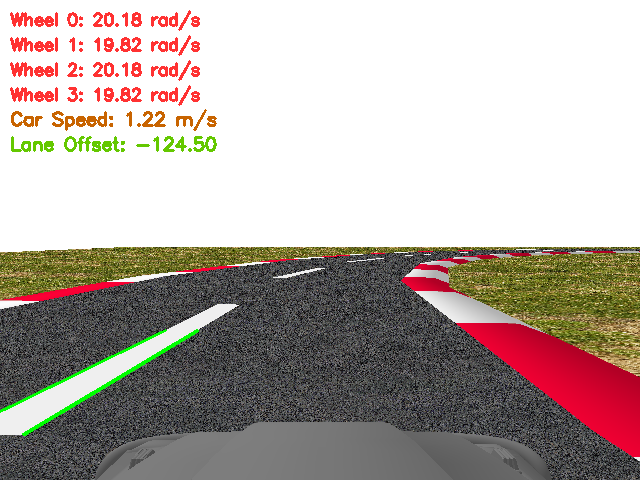 Wheel 0: 20.18 rad/s
Wheel 1: 19.82 rad/s
Wheel 2: 20.18 rad/s
Wheel 3: 19.82 rad/s
Car Speed: 1.22 m/s
Lane Offset: -124.50